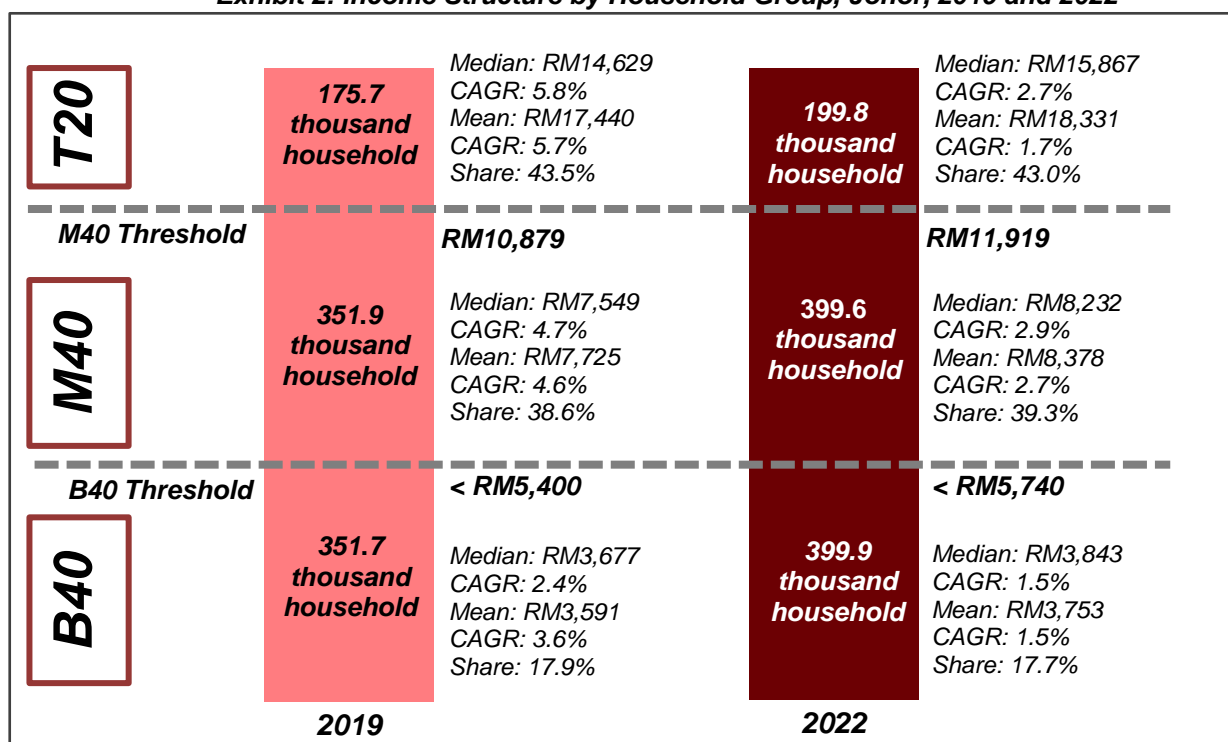 T20
175.7
thousand
household
Median: RM14,629
CAGR: 5.8%
Mean: RM17,440
CAGR: 5.7%
Share: 43.5%
199.8
thousand
household
Median: RM15,867
CAGR: 2.7%
Mean: RM18,331
CAGR: 1.7%
Share: 43.0%
M40 Threshold
RM10,879
RM11,919
M40
351.9
thousand
household
Median: RM7,549
CAGR: 4.7%
Mean: RM7,725
CAGR: 4.6%
Share: 38.6%
399.6
thousand
household
Median: RM8,232
CAGR: 2.9%
Mean: RM8,378
CAGR: 2.7%
Share: 39.3%
B40 Threshold
< RM5,400
< RM5,740
B40
351.7
thousand
household
Median: RM3,677
CAGR: 2.4%
Mean: RM3,591
CAGR: 3.6%
Share: 17.9%
399.9
thousand
household
Median: RM3,843
CAGR: 1.5%
Mean: RM3,753
CAGR: 1.5%
Share: 17.7%
2019
2022